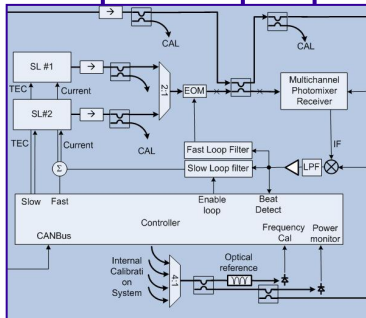 CAL
CAL
SL #1
CAL
TEC
Current
2:1
EOM
Multichannel
Photomixer
Receiver
SL#2
CAL
TEC
Current
Fast Loop Filter
IF
Σ
Slow Loop filter
LPF
Slow
Fast
Enable
loop
Beat
Detect
Controller
Frequency
Cal
Power
monitor
CANBus
Internal
Calibrati
on
System
4:1
Optical
reference